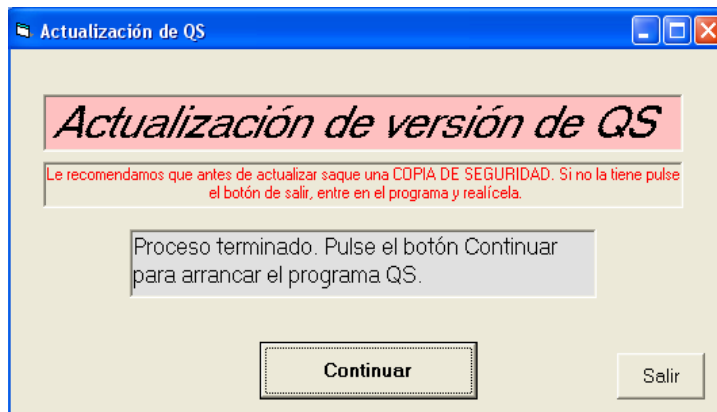 Actualización de QS
Actualización de versión de QS
Le recomendamos que antes de actualizar saque una COPIA DE SEGURIDAD. Si no la tiene pulse
el botón de salir, entre en el programa y realícela.
Proceso terminado. Pulse el botón Continuar
para arrancar el programa QS.
Continuar
Salir